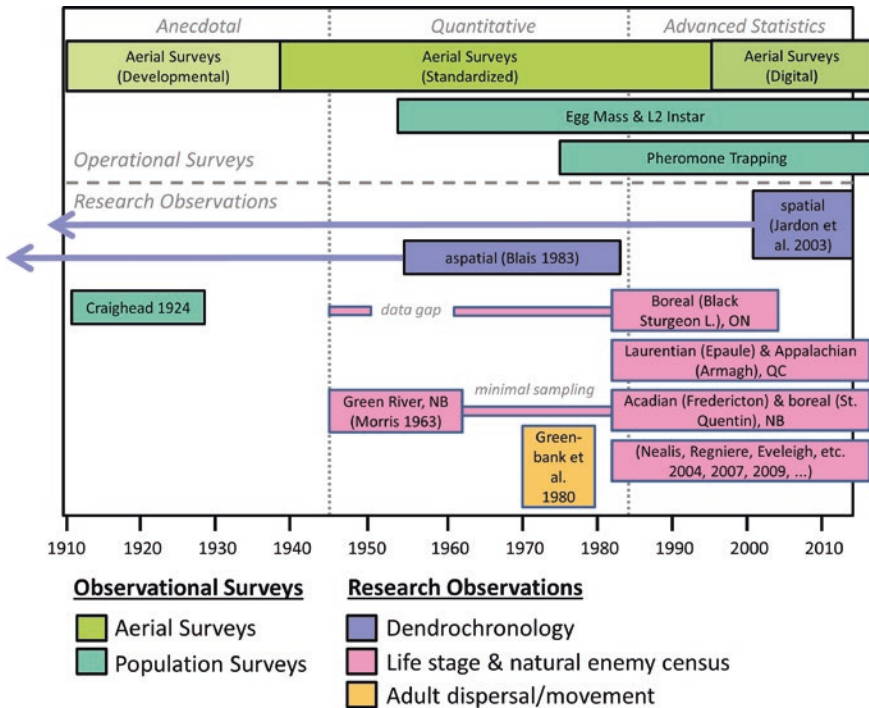 Anecdotal Quantitative Advanced Statistics
Aerial Surveys
(Developmental)
Aerial Surveys
(Standardized)
Aerial Surveys
(Digital)
Egg Mass & L2 Instar
Pheromone Trapping
Operational Surveys
Research Observations
spatial
(Jardon et
al. 2003)
aspatial (Blais 1983)
Craighead 1924
data gap
Boreal (Black
Sturgeon L.), ON
Laurentian (Epaule) & Appalachian
(Armagh), QC
Green River, NB
(Morris 1963)
minimal sampling
Acadian (Fredericton) & boreal (St.
Quentin), NB
Green-
bank et
al.
1980
(Nealis, Regniere, Eveleigh, etc.
2004, 2007, 2009, ...)
1910 1920 1930 1940 1950 1960 1970 1980 1990 2000 2010
Observational Surveys
Aerial Surveys
Population Surveys
Research Observations
Dendrochronology
Life stage & natural enemy census
Adult dispersal/movement